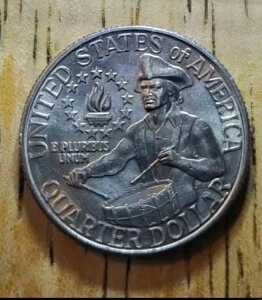 UNITED STATES of AMERICA
E PLURIBUS
UNUM
QUARTER DOLLAR